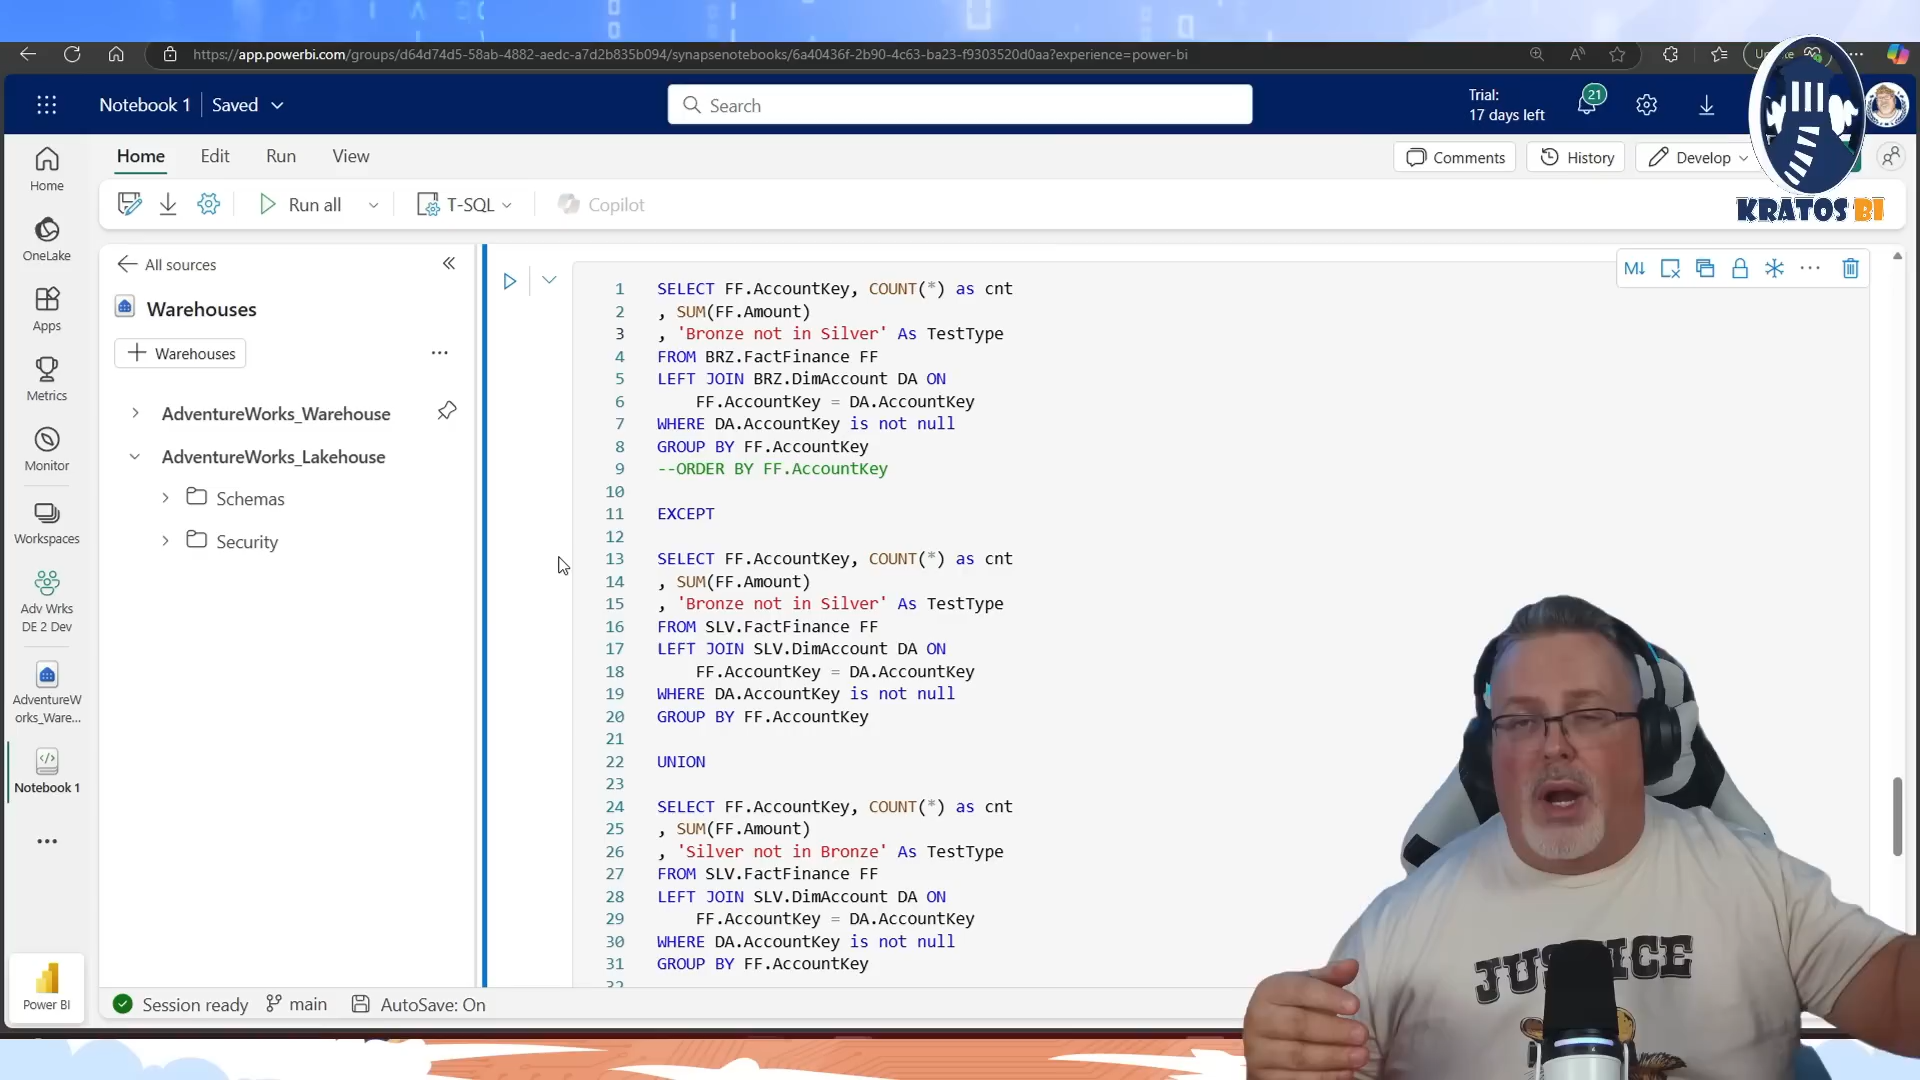 https://app.powerbi.com/groups/d64d74d5-58ab-4882-aedc-a7d2b835b094/synapsenotebooks/6a40436f-2b90-4c63-ba23-f9303520d0aa?experience=power-bi
Notebook 1 | Saved
Search
Trial:
17 days left
21
KRATOS BI
Home Edit Run View
Comments
History
Develop
Run all
T-SQL
Copilot
Home
OneLake
Apps
Metrics
Monitor
Workspaces
Adv Wrks
DE 2 Dev
AdventureW
orks_Ware...
Notebook 1
Power BI
All sources
Warehouses
Warehouses
AdventureWorks_Warehouse
AdventureWorks_Lakehouse
Schemas
Security
1 SELECT FF.AccountKey, COUNT(*) as cnt
2 , SUM(FF.Amount)
3 , 'Bronze not in Silver' As TestType
4 FROM BRZ.FactFinance FF
5 LEFT JOIN BRZ.DimAccount DA ON
6 FF.AccountKey = DA.AccountKey
7 WHERE DA.AccountKey is not null
8 GROUP BY FF.AccountKey
9 --ORDER BY FF.AccountKey
10
11 EXCEPT
12
13 SELECT FF.AccountKey, COUNT(*) as cnt
14 , SUM(FF.Amount)
15 , 'Bronze not in Silver' As TestType
16 FROM SLV.FactFinance FF
17 LEFT JOIN SLV.DimAccount DA ON
18 FF.AccountKey = DA.AccountKey
19 WHERE DA.AccountKey is not null
20 GROUP BY FF.AccountKey
21
22 UNION
23
24 SELECT FF.AccountKey, COUNT(*) as cnt
25 , SUM(FF.Amount)
26 , 'Silver not in Bronze' As TestType
27 FROM SLV.FactFinance FF
28 LEFT JOIN SLV.DimAccount DA ON
29 FF.AccountKey = DA.AccountKey
30 WHERE DA.AccountKey is not null
31 GROUP BY FF.AccountKey
32
Session ready
main
AutoSave: On